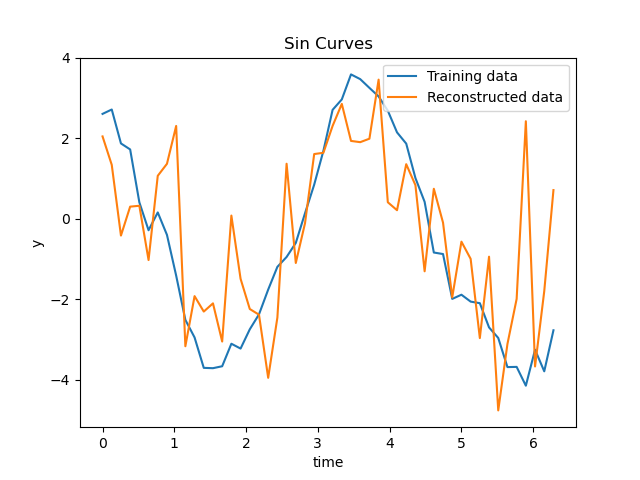 Sin Curves
Training data
Reconstructed data
4
2
0
−2
−4
y
0 1 2 3 4 5 6
time